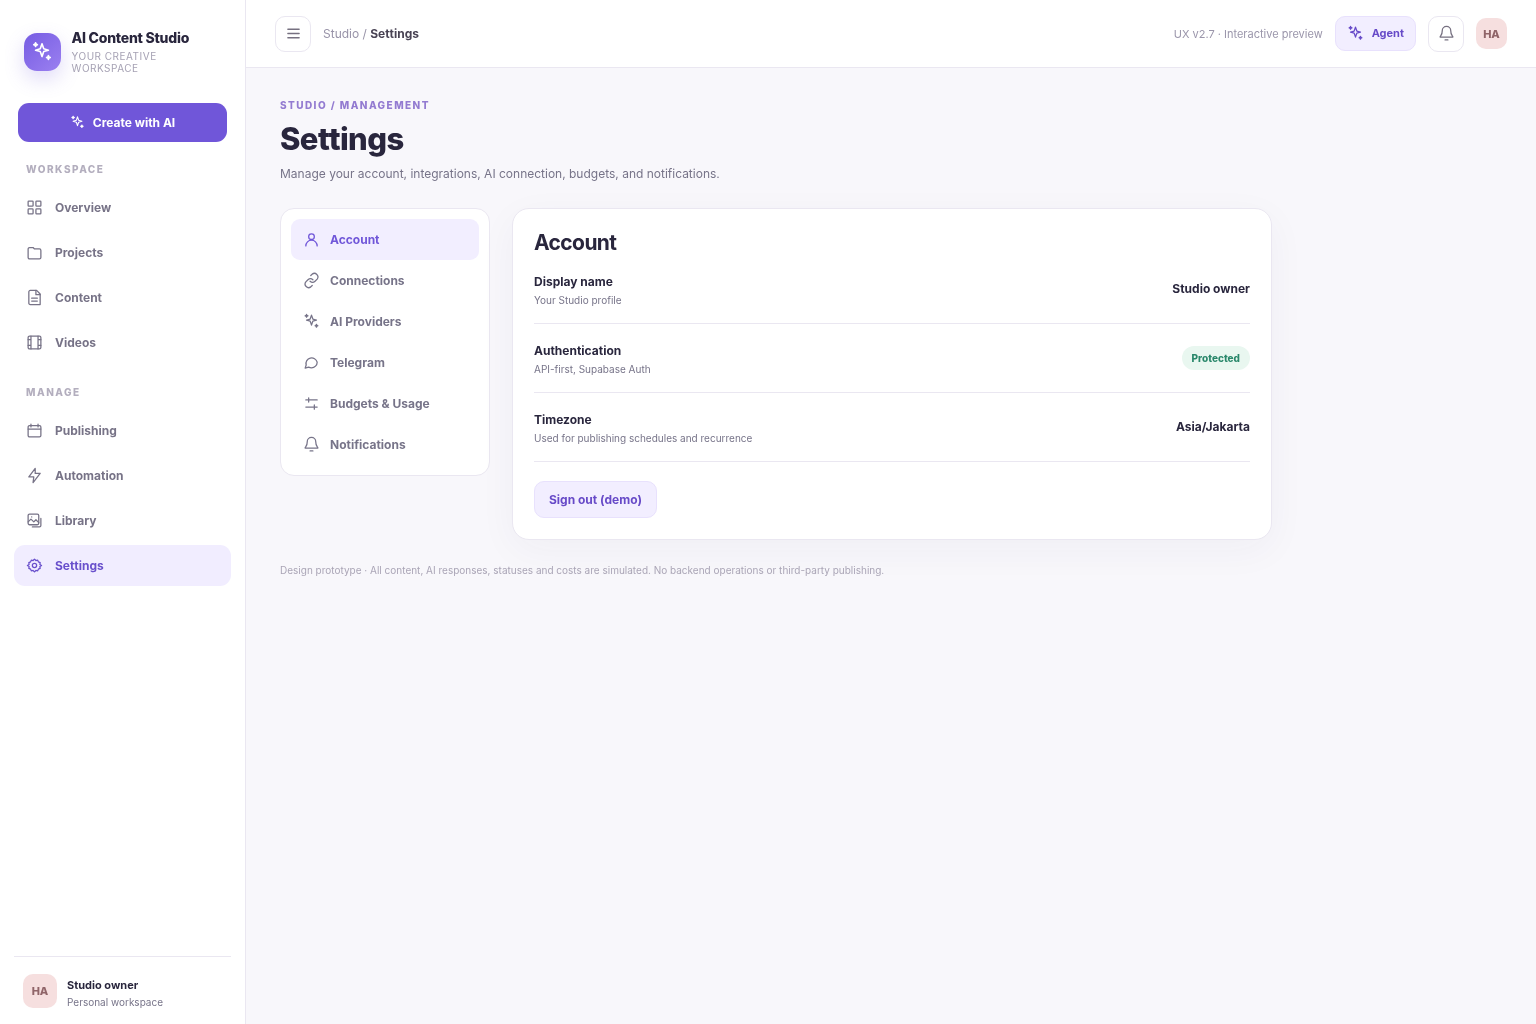 AI Content Studio
YOUR CREATIVE
WORKSPACE
Create with AI
WORKSPACE
Overview
Projects
Content
Videos
MANAGE
Publishing
Automation
Library
Settings
HA
Studio owner
Personal workspace
Studio / Settings
UX v2.7 · Interactive preview
Agent
HA
STUDIO / MANAGEMENT
Settings
Manage your account, integrations, AI connection, budgets, and notifications.
Account
Connections
AI Providers
Telegram
Budgets & Usage
Notifications
Account
Display name
Your Studio profile
Studio owner
Authentication
API-first, Supabase Auth
Protected
Timezone
Used for publishing schedules and recurrence
Asia/Jakarta
Sign out (demo)
Design prototype · All content, AI responses, statuses and costs are simulated. No backend operations or third-party publishing.